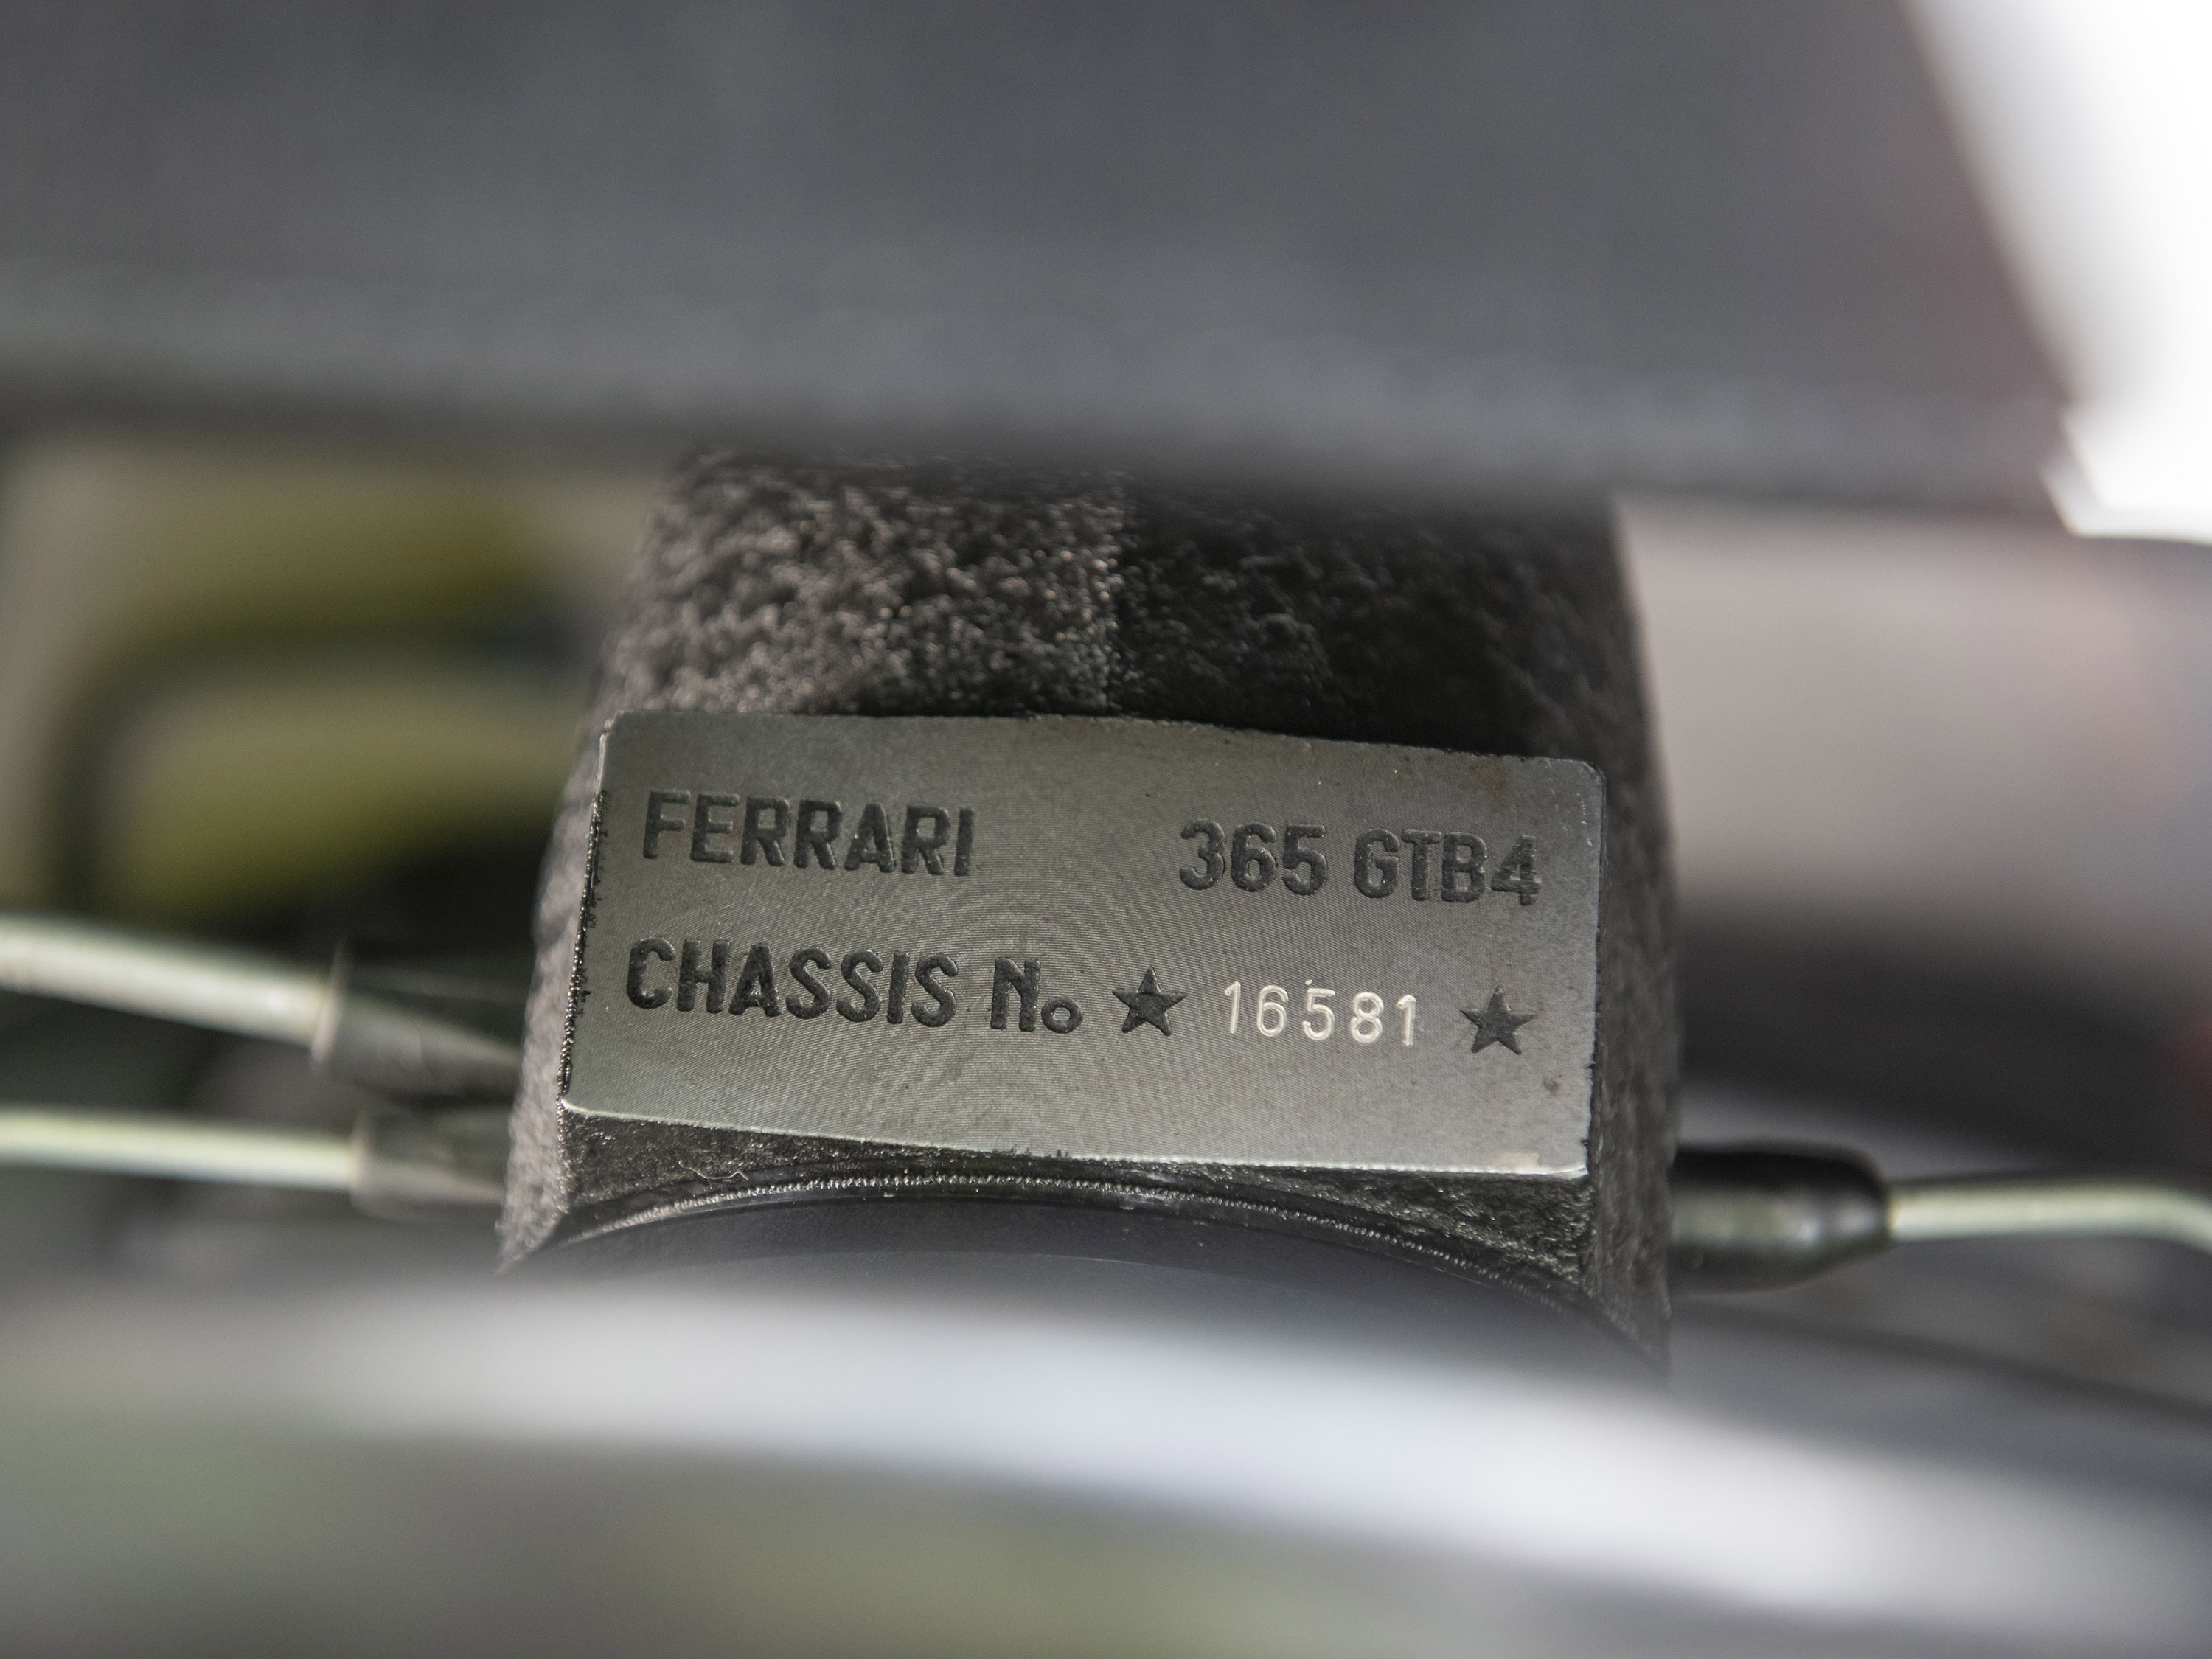 FERRARI 365 GTB4
CHASSIS No ★ 16581 ★